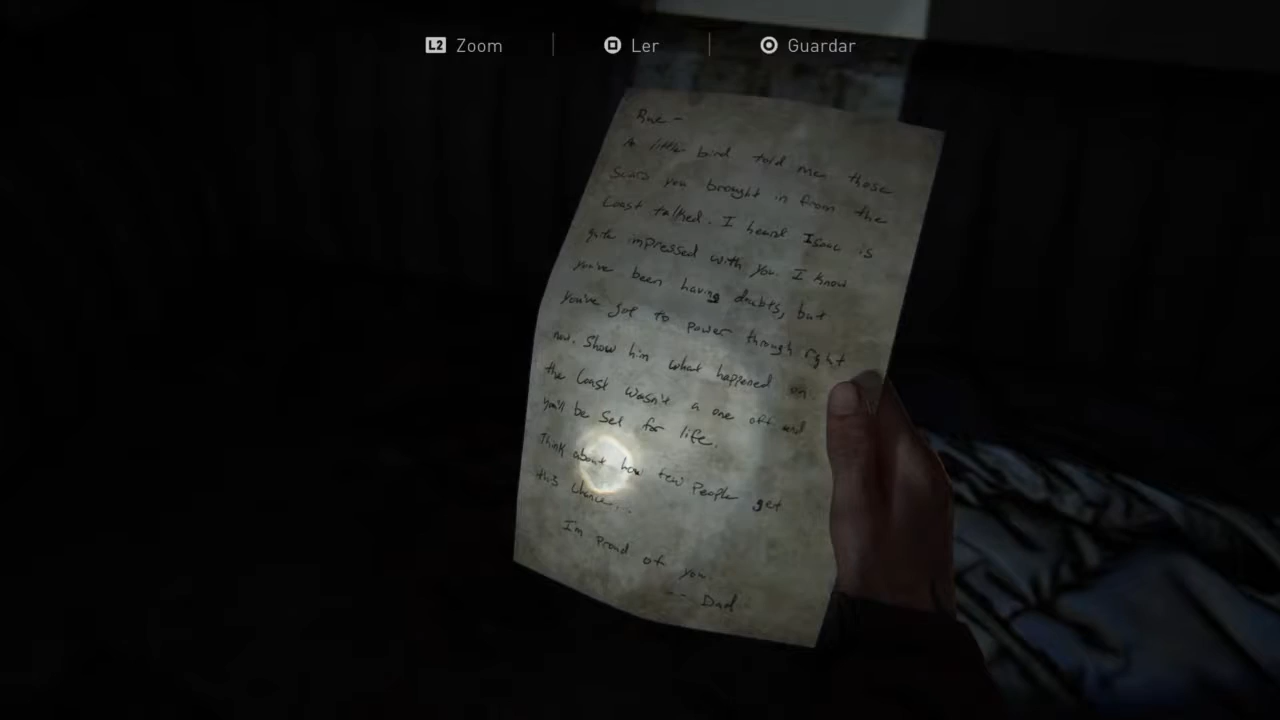 L2 Zoom | Ler | Guardar
Rae-
A little bird told me those
Scars you brought in from the
Coast talked. I heard Isaac is
quite impressed with you. I know
you've been having doubts, but
you've got to power through right
now. Show him what happened on
the Coast wasn't a one off and
you'll be set for life.
Think about how few people get
this chance...
I'm proud of you
-- Dad